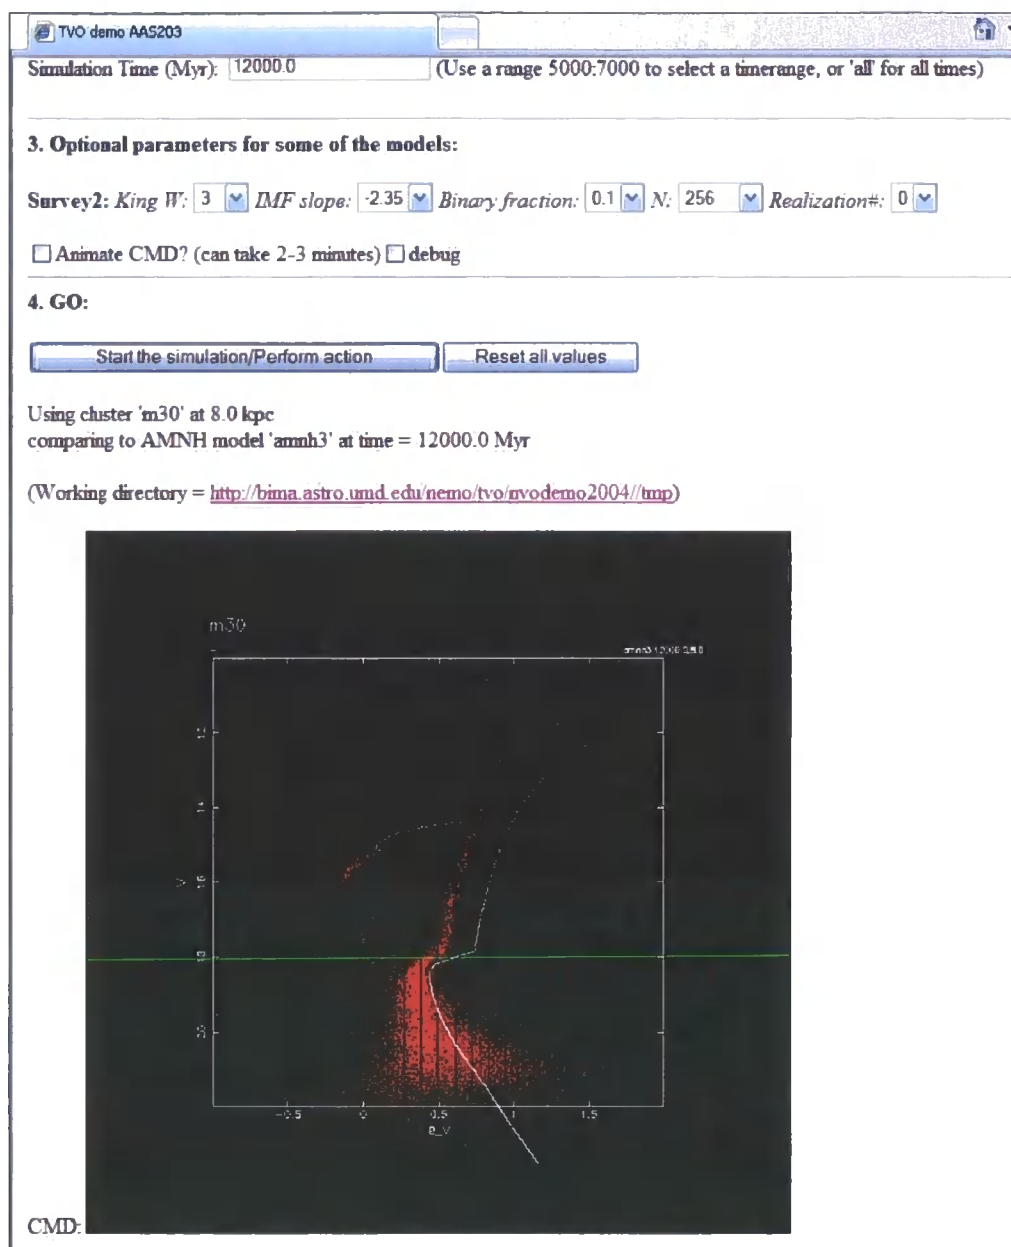 TVO demo AAS203
Simulation Time (Myr): 12000.0 (Use a range 5000:7000 to select a timerange, or 'all' for all times)
3. Optional parameters for some of the models:
Survey2: King W: 3 IMF slope: -2.35 Binary fraction: 0.1 N: 256 Realization#: 0
Animate CMD? (can take 2-3 minutes) debug
4. GO:
Start the simulation/Perform action Reset all values
Using cluster 'm30' at 8.0 kpc
comparing to AMNH model 'amnh3' at time = 12000.0 Myr
(Working directory = http://bima.astro.umd.edu/nemo/tvo/nvodemo2004//tmp)
m30
12
14
16
V
18
20
-0.5 0 0.5 1 1.5
B_V
CMD: